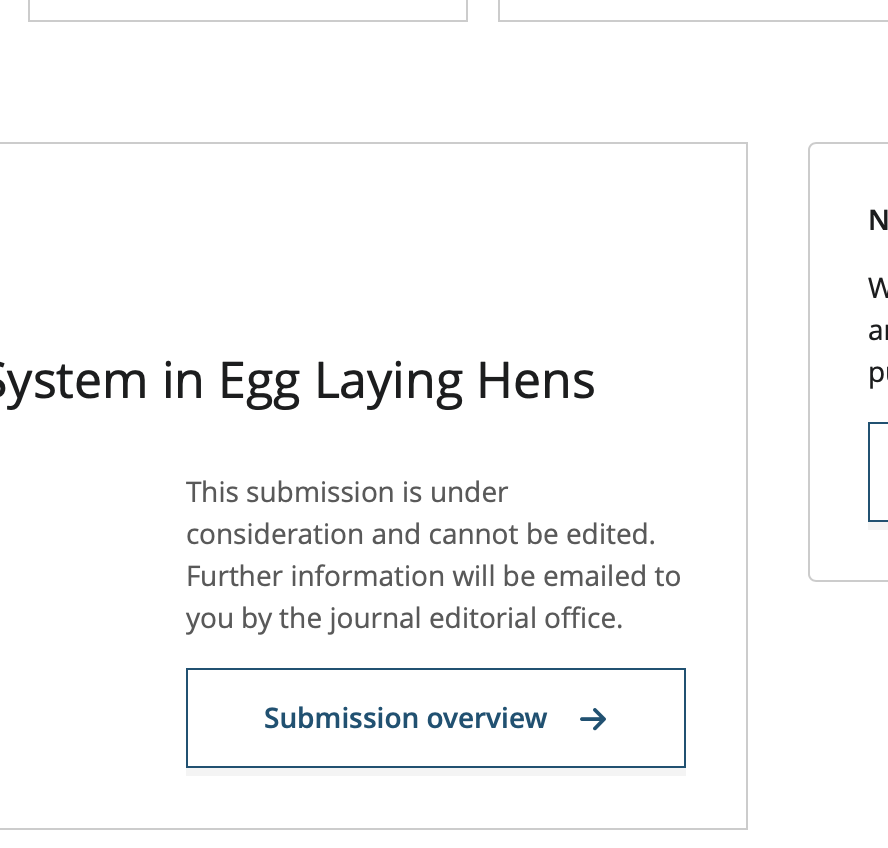 System in Egg Laying Hens
This submission is under
consideration and cannot be edited.
Further information will be emailed to
you by the journal editorial office.
Submission overview →